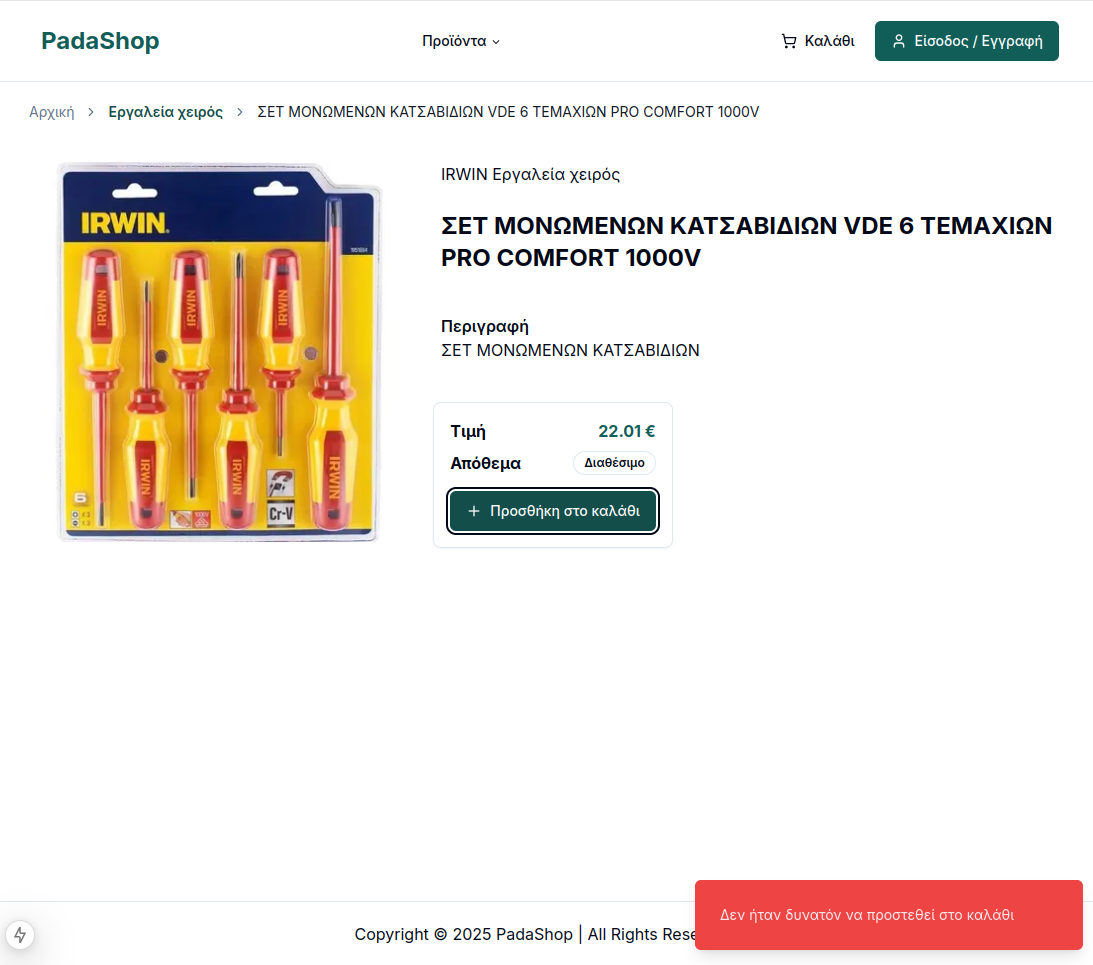 PadaShop
Προϊόντα
Καλάθι
Είσοδος / Εγγραφή
Αρχική
Εργαλεία χειρός
ΣΕΤ ΜΟΝΩΜΕΝΩΝ ΚΑΤΣΑΒΙΔΙΩΝ VDE 6 ΤΕΜΑΧΙΩΝ PRO COMFORT 1000V
IRWIN.
IRWIN
IRWIN
IRWIN
IRWIN
IRWIN
IRWIN
6
Cr-V
IRWIN Εργαλεία χειρός
ΣΕΤ ΜΟΝΩΜΕΝΩΝ ΚΑΤΣΑΒΙΔΙΩΝ VDE 6 ΤΕΜΑΧΙΩΝ
PRO COMFORT 1000V
Περιγραφή
ΣΕΤ ΜΟΝΩΜΕΝΩΝ ΚΑΤΣΑΒΙΔΙΩΝ
Τιμή
22.01 €
Απόθεμα
Διαθέσιμο
Προσθήκη στο καλάθι
Copyright © 2025 PadaShop | All Rights Rese
Δεν ήταν δυνατόν να προστεθεί στο καλάθι